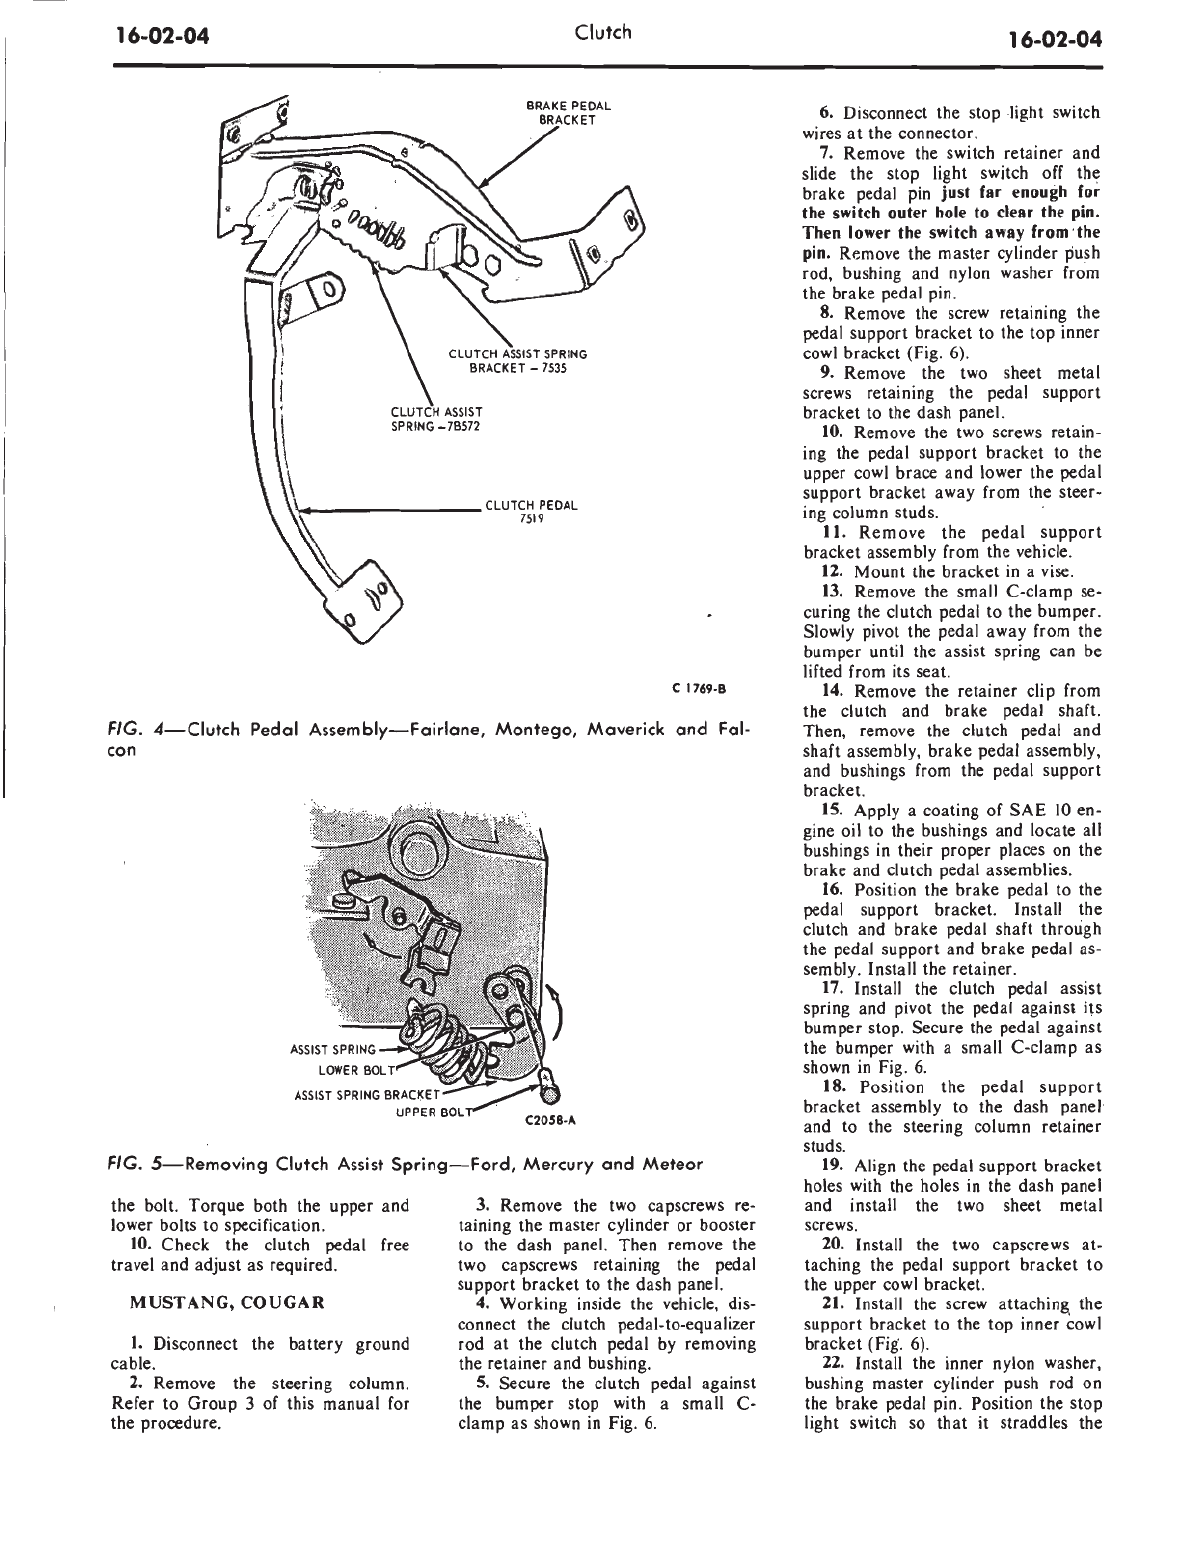 16-02-04
Clutch
16-02-04
BRAKE PEDAL
BRACKET
CLUTCH ASSIST SPRING
BRACKET – 7535
CLUTCH ASSIST
SPRING –7B572
CLUTCH PEDAL
7519
C 1769-B
FIG. 4—Clutch Pedal Assembly—Fairlane, Montego, Maverick and Fal-
con
ASSIST SPRING
LOWER BOLT
ASSIST SPRING BRACKET
UPPER BOLT
C2058-A
FIG. 5—Removing Clutch Assist Spring—Ford, Mercury and Meteor
the bolt. Torque both the upper and
lower bolts to specification.
10. Check the clutch pedal free
travel and adjust as required.
MUSTANG, COUGAR
1. Disconnect the battery ground
cable.
2. Remove the steering column.
Refer to Group 3 of this manual for
the procedure.
3. Remove the two capscrews re-
taining the master cylinder or booster
to the dash panel. Then remove the
two capscrews retaining the pedal
support bracket to the dash panel.
4. Working inside the vehicle, dis-
connect the clutch pedal-to-equalizer
rod at the clutch pedal by removing
the retainer and bushing.
5. Secure the clutch pedal against
the bumper stop with a small C-
clamp as shown in Fig. 6.
6. Disconnect the stop light switch
wires at the connector.
7. Remove the switch retainer and
slide the stop light switch off the
brake pedal pin just far enough for
the switch outer hole to clear the pin.
Then lower the switch away from the
pin. Remove the master cylinder push
rod, bushing and nylon washer from
the brake pedal pin.
8. Remove the screw retaining the
pedal support bracket to the top inner
cowl bracket (Fig. 6).
9. Remove the two sheet metal
screws retaining the pedal support
bracket to the dash panel.
10. Remove the two screws retain-
ing the pedal support bracket to the
upper cowl brace and lower the pedal
support bracket away from the steer-
ing column studs.
11. Remove the pedal support
bracket assembly from the vehicle.
12. Mount the bracket in a vise.
13. Remove the small C-clamp se-
curing the clutch pedal to the bumper.
Slowly pivot the pedal away from the
bumper until the assist spring can be
lifted from its seat.
14. Remove the retainer clip from
the clutch and brake pedal shaft.
Then, remove the clutch pedal and
shaft assembly, brake pedal assembly,
and bushings from the pedal support
bracket.
15. Apply a coating of SAE 10 en-
gine oil to the bushings and locate all
bushings in their proper places on the
brake and clutch pedal assemblies.
16. Position the brake pedal to the
pedal support bracket. Install the
clutch and brake pedal shaft through
the pedal support and brake pedal as-
sembly. Install the retainer.
17. Install the clutch pedal assist
spring and pivot the pedal against its
bumper stop. Secure the pedal against
the bumper with a small C-clamp as
shown in Fig. 6.
18. Position the pedal support
bracket assembly to the dash panel
and to the steering column retainer
studs.
19. Align the pedal support bracket
holes with the holes in the dash panel
and install the two sheet metal
screws.
20. Install the two capscrews at-
taching the pedal support bracket to
the upper cowl bracket.
21. Install the screw attaching the
support bracket to the top inner cowl
bracket (Fig. 6).
22. Install the inner nylon washer,
bushing master cylinder push rod on
the brake pedal pin. Position the stop
light switch so that it straddles the